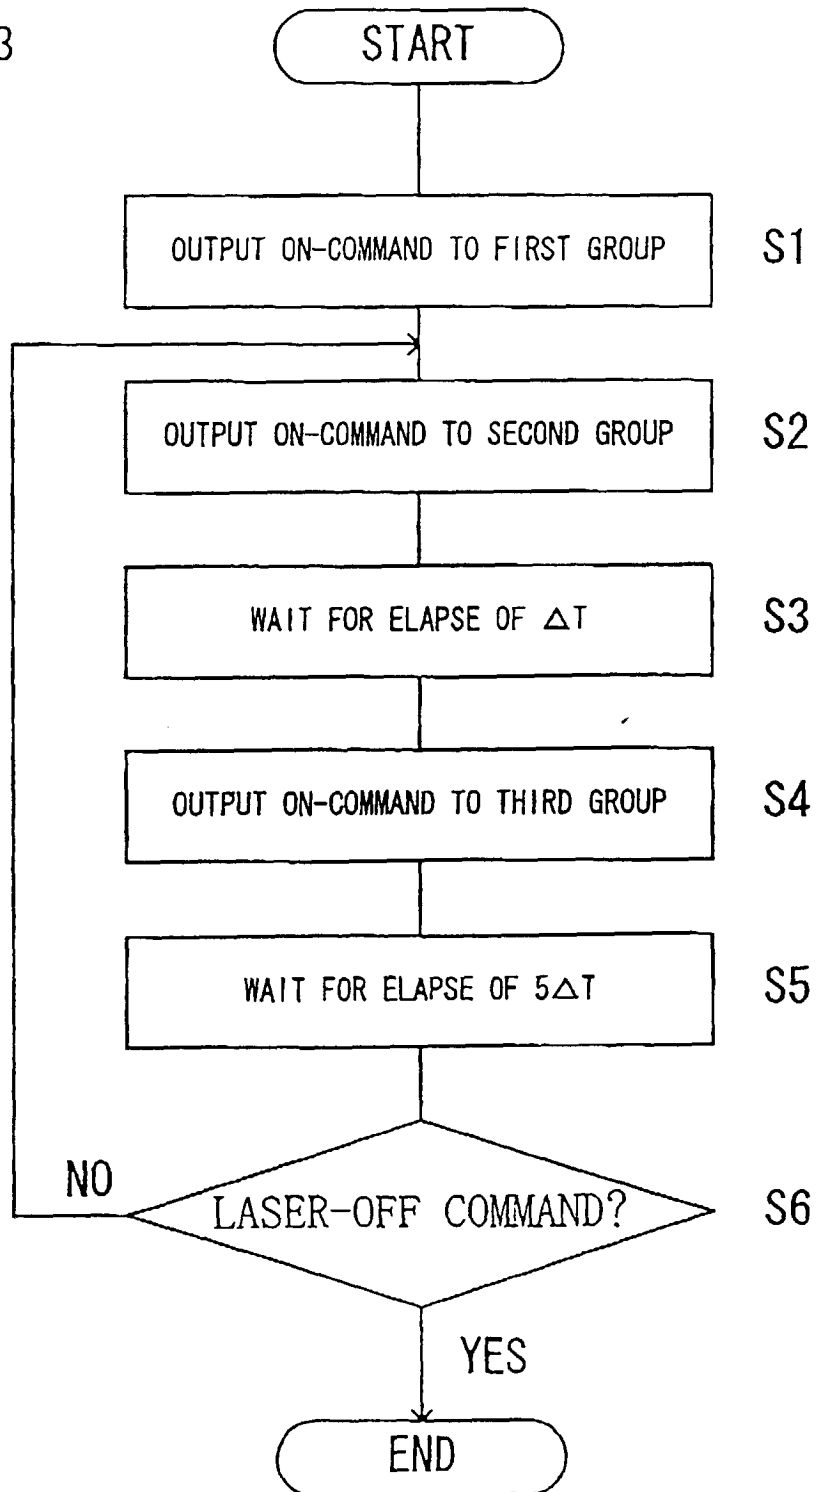 3
START
OUTPUT ON-COMMAND TO FIRST GROUP S1
OUTPUT ON-COMMAND TO SECOND GROUP S2
WAIT FOR ELAPSE OF △T S3
OUTPUT ON-COMMAND TO THIRD GROUP S4
WAIT FOR ELAPSE OF 5△T S5
NO
LASER-OFF COMMAND? S6
YES
END